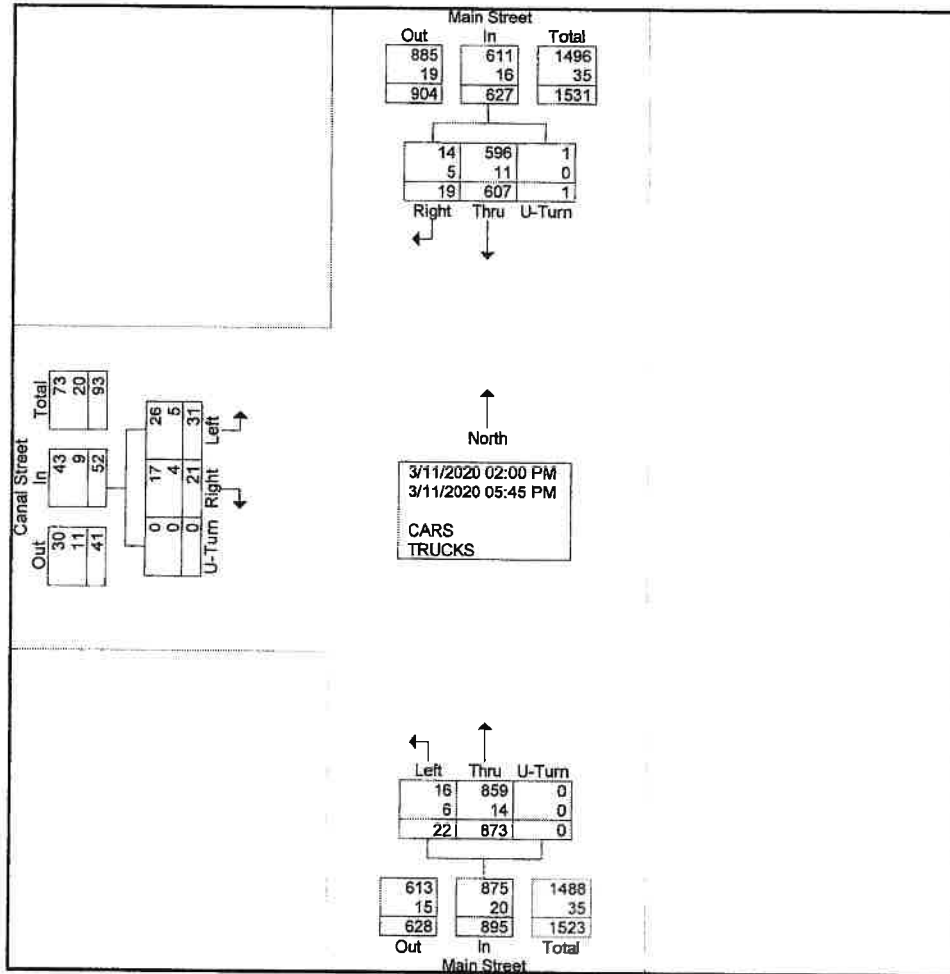 Main Street
Out In Total
885 611 1496
19 16 35
904 627 1531
14 596 1
5 11 0
19 607 1
Right Thru U-Turn
Canal Street
Out In Total
30 43 73
11 9 20
41 52 93
0 17 26
0 4 5
0 21 31
U-Turn Right Left
North
3/11/2020 02:00 PM
3/11/2020 05:45 PM
CARS
TRUCKS
Left Thru U-Turn
16 859 0
6 14 0
22 873 0
613 875 1488
15 20 35
628 895 1523
Out In Total
Main Street